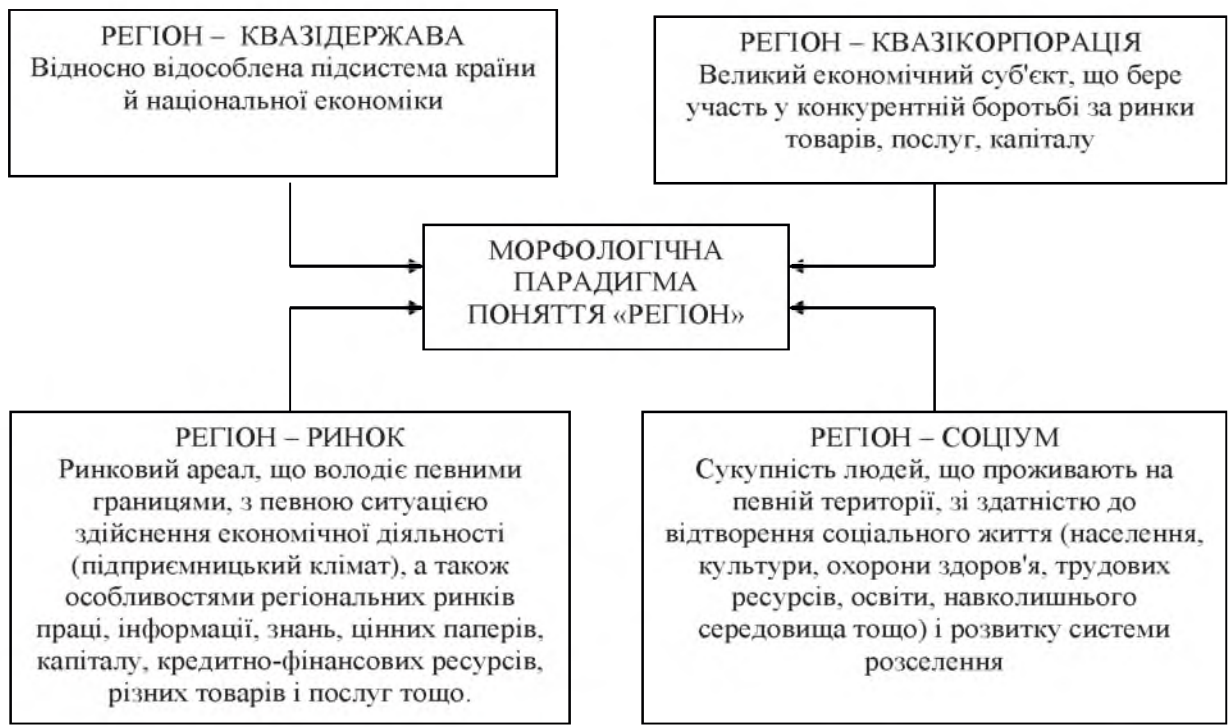 РЕГІОН – КВАЗІДЕРЖАВА
Відносно відособлена підсистема країни
й національної економіки
РЕГІОН – КВАЗІКОРПОРАЦІЯ
Великий економічний суб'єкт, що бере
участь у конкурентній боротьбі за ринки
товарів, послуг, капіталу
МОРФОЛОГІЧНА
ПАРАДИГМА
ПОНЯТТЯ «РЕГІОН»
РЕГІОН – РИНОК
Ринковий ареал, що володіє певними
границями, з певною ситуацією
здійснення економічної діяльності
(підприємницький клімат), а також
особливостями регіональних ринків
праці, інформації, знань, цінних паперів,
капіталу, кредитно-фінансових ресурсів,
різних товарів і послуг тощо.
РЕГІОН – СОЦІУМ
Сукупність людей, що проживають на
певній території, зі здатністю до
відтворення соціального життя (населення,
культури, охорони здоров'я, трудових
ресурсів, освіти, навколишнього
середовища тощо) і розвитку системи
розселення